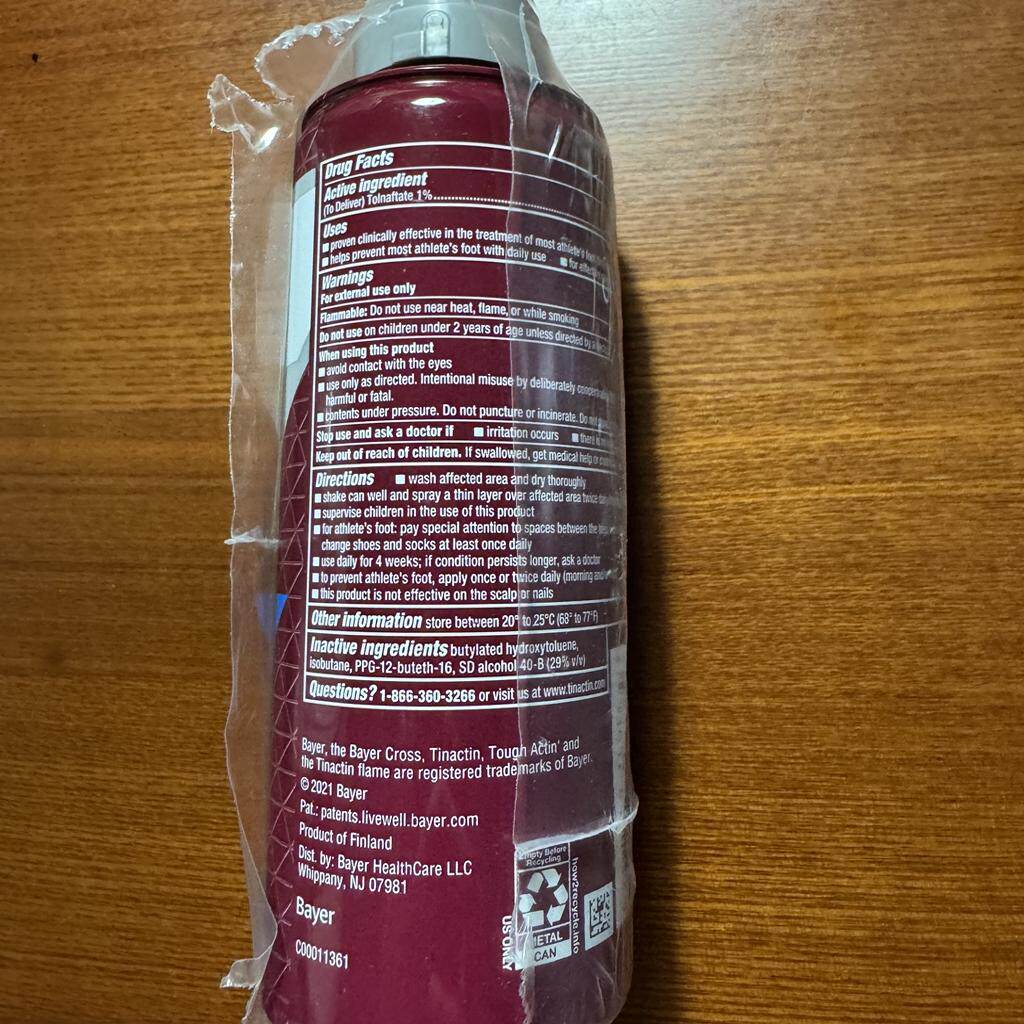 Drug Facts
Active ingredient
(To Deliver) Tolnaftate 1%
Uses
■ proven clinically effective in the treatment of most athlete's foot
■ helps prevent most athlete's foot with daily use ■ for
Warnings
For external use only
Flammable: Do not use near heat, flame, or while smoking
Do not use on children under 2 years of age unless directed by a
When using this product
■ avoid contact with the eyes
■ use only as directed. Intentional misuse by deliberately
harmful or fatal.
■ contents under pressure. Do not puncture or incinerate. Do
Stop use and ask a doctor if ■ irritation occurs ■ there is
Keep out of reach of children. If swallowed, get medical help or
Directions ■ wash affected area and dry thoroughly
■ shake can well and spray a thin layer over affected area twice
■ supervise children in the use of this product
■ for athlete's foot: pay special attention to spaces between the
change shoes and socks at least once daily
■ use daily for 4 weeks; if condition persists longer, ask a doctor
■ to prevent athlete's foot, apply once or twice daily (morning
■ this product is not effective on the scalp or nails
Other information store between 20° to 25°C (68° to 77°F)
Inactive ingredients butylated hydroxytoluene,
isobutane, PPG-12-buteth-16, SD alcohol 40-B (29% v/v)
Questions? 1-866-360-3266 or visit us at www.tinactin.com
Bayer, the Bayer Cross, Tinactin, Tough Actin' and
the Tinactin flame are registered trademarks of Bayer.
© 2021 Bayer
Pat.: patents.livewell.bayer.com
Product of Finland
Dist. by: Bayer HealthCare LLC
Whippany, NJ 07981
Bayer
C00011361
Empty Before
Recycling
METAL
CAN
how2recycle.info
US ONLY